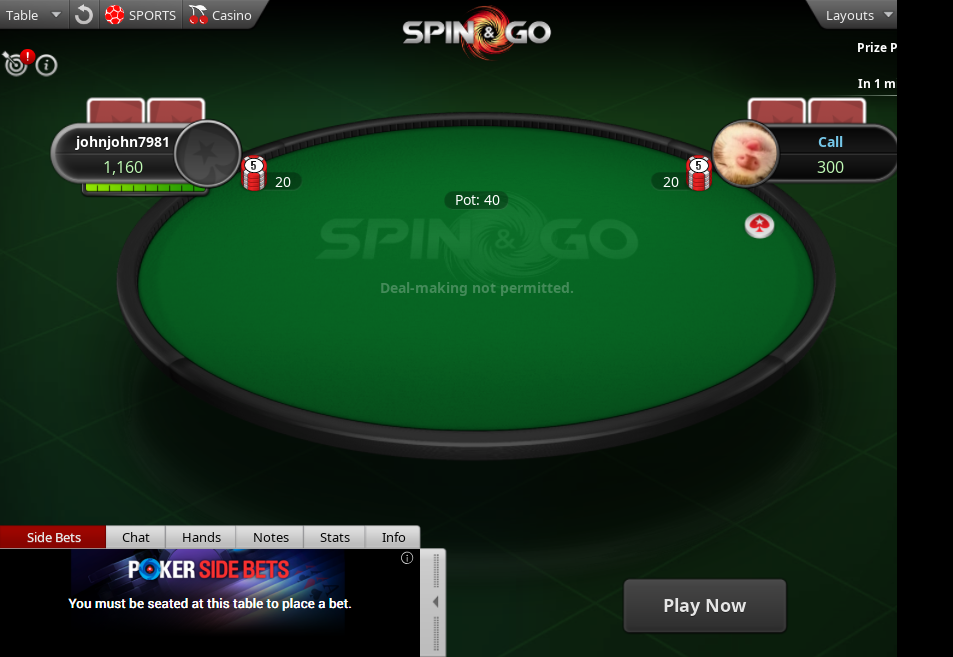 Table
SPORTS
Casino
SPIN & GO
Layouts
Prize P
!
i
In 1 m
johnjohn7981
1,160
Call
300
5
20
20
5
Pot: 40
SPIN & GO
Deal-making not permitted.
Side Bets
Chat
Hands
Notes
Stats
Info
POKER SIDE BETS
i
You must be seated at this table to place a bet.
Play Now